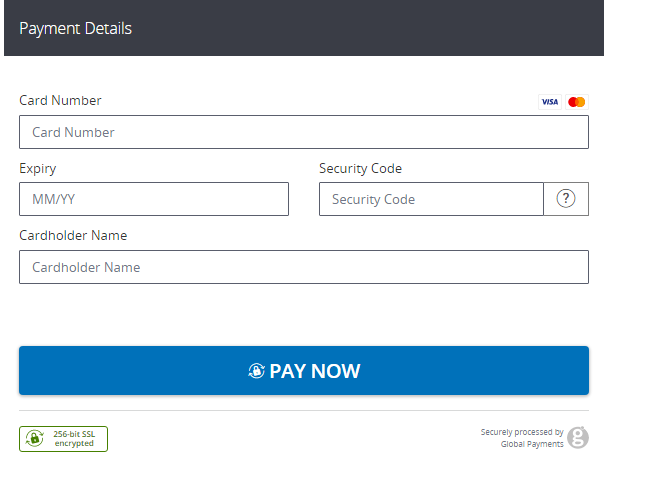 Payment Details
Card Number
VISA
Card Number
Expiry
Security Code
MM/YY
Security Code
?
Cardholder Name
Cardholder Name
PAY NOW
256-bit SSL
encrypted
Securely processed by
Global Payments
g